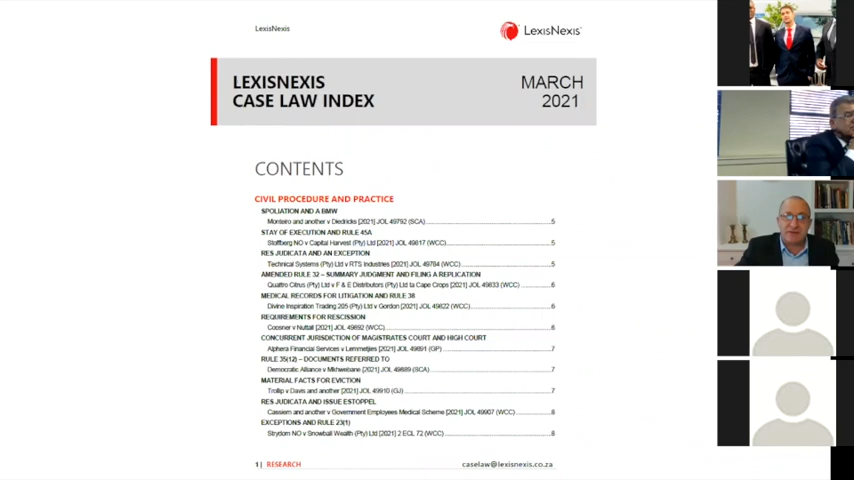 LexisNexis
LexisNexis
LEXISNEXIS
CASE LAW INDEX
MARCH
2021
CONTENTS
CIVIL PROCEDURE AND PRACTICE
SPOLIATION AND A BMW
Monteiro and another v Diedricks [2021] JOL 49792 (SCA)....5
STAY OF EXECUTION AND RULE 45A
Stoffberg NO v Capital Harvest (Pty) Ltd [2021] JOL 49817 (WCC)....5
RES JUDICATA AND AN EXCEPTION
Technical Systems (Pty) Ltd v RTS Industries [2021] JOL 49784 (WCC)....5
AMENDED RULE 32 – SUMMARY JUDGMENT AND FILING A REPLICATION
Quattro Citrus (Pty) Ltd v F & E Distributors (Pty) Ltd ta Cape Crops [2021] JOL 49833 (WCC)....6
MEDICAL RECORDS FOR LITIGATION AND RULE 38
Divine Inspiration Trading 205 (Pty) Ltd v Gordon [2021] JOL 49822 (WCC)....6
REQUIREMENTS FOR RESCISSION
Coosner v Nuttall [2021] JOL 49892 (WCC)....6
CONCURRENT JURISDICTION OF MAGISTRATES COURT AND HIGH COURT
Alphera Financial Services v Lemmetjies [2021] JOL 49891 (GP)....7
RULE 35(12) – DOCUMENTS REFERRED TO
Democratic Alliance v Mkhwebane [2021] JOL 49889 (SCA)....7
MATERIAL FACTS FOR EVICTION
Trollip v Davis and another [2021] JOL 49910 (GJ)....7
RES JUDICATA AND ISSUE ESTOPPEL
Cassiem and another v Government Employees Medical Scheme [2021] JOL 49907 (WCC)....8
EXCEPTIONS AND RULE 23(1)
Strydom NO v Snowball Wealth (Pty) Ltd [2021] 2 ECL 72 (WCC)....8
1| RESEARCH
caselaw@lexisnexis.co.za